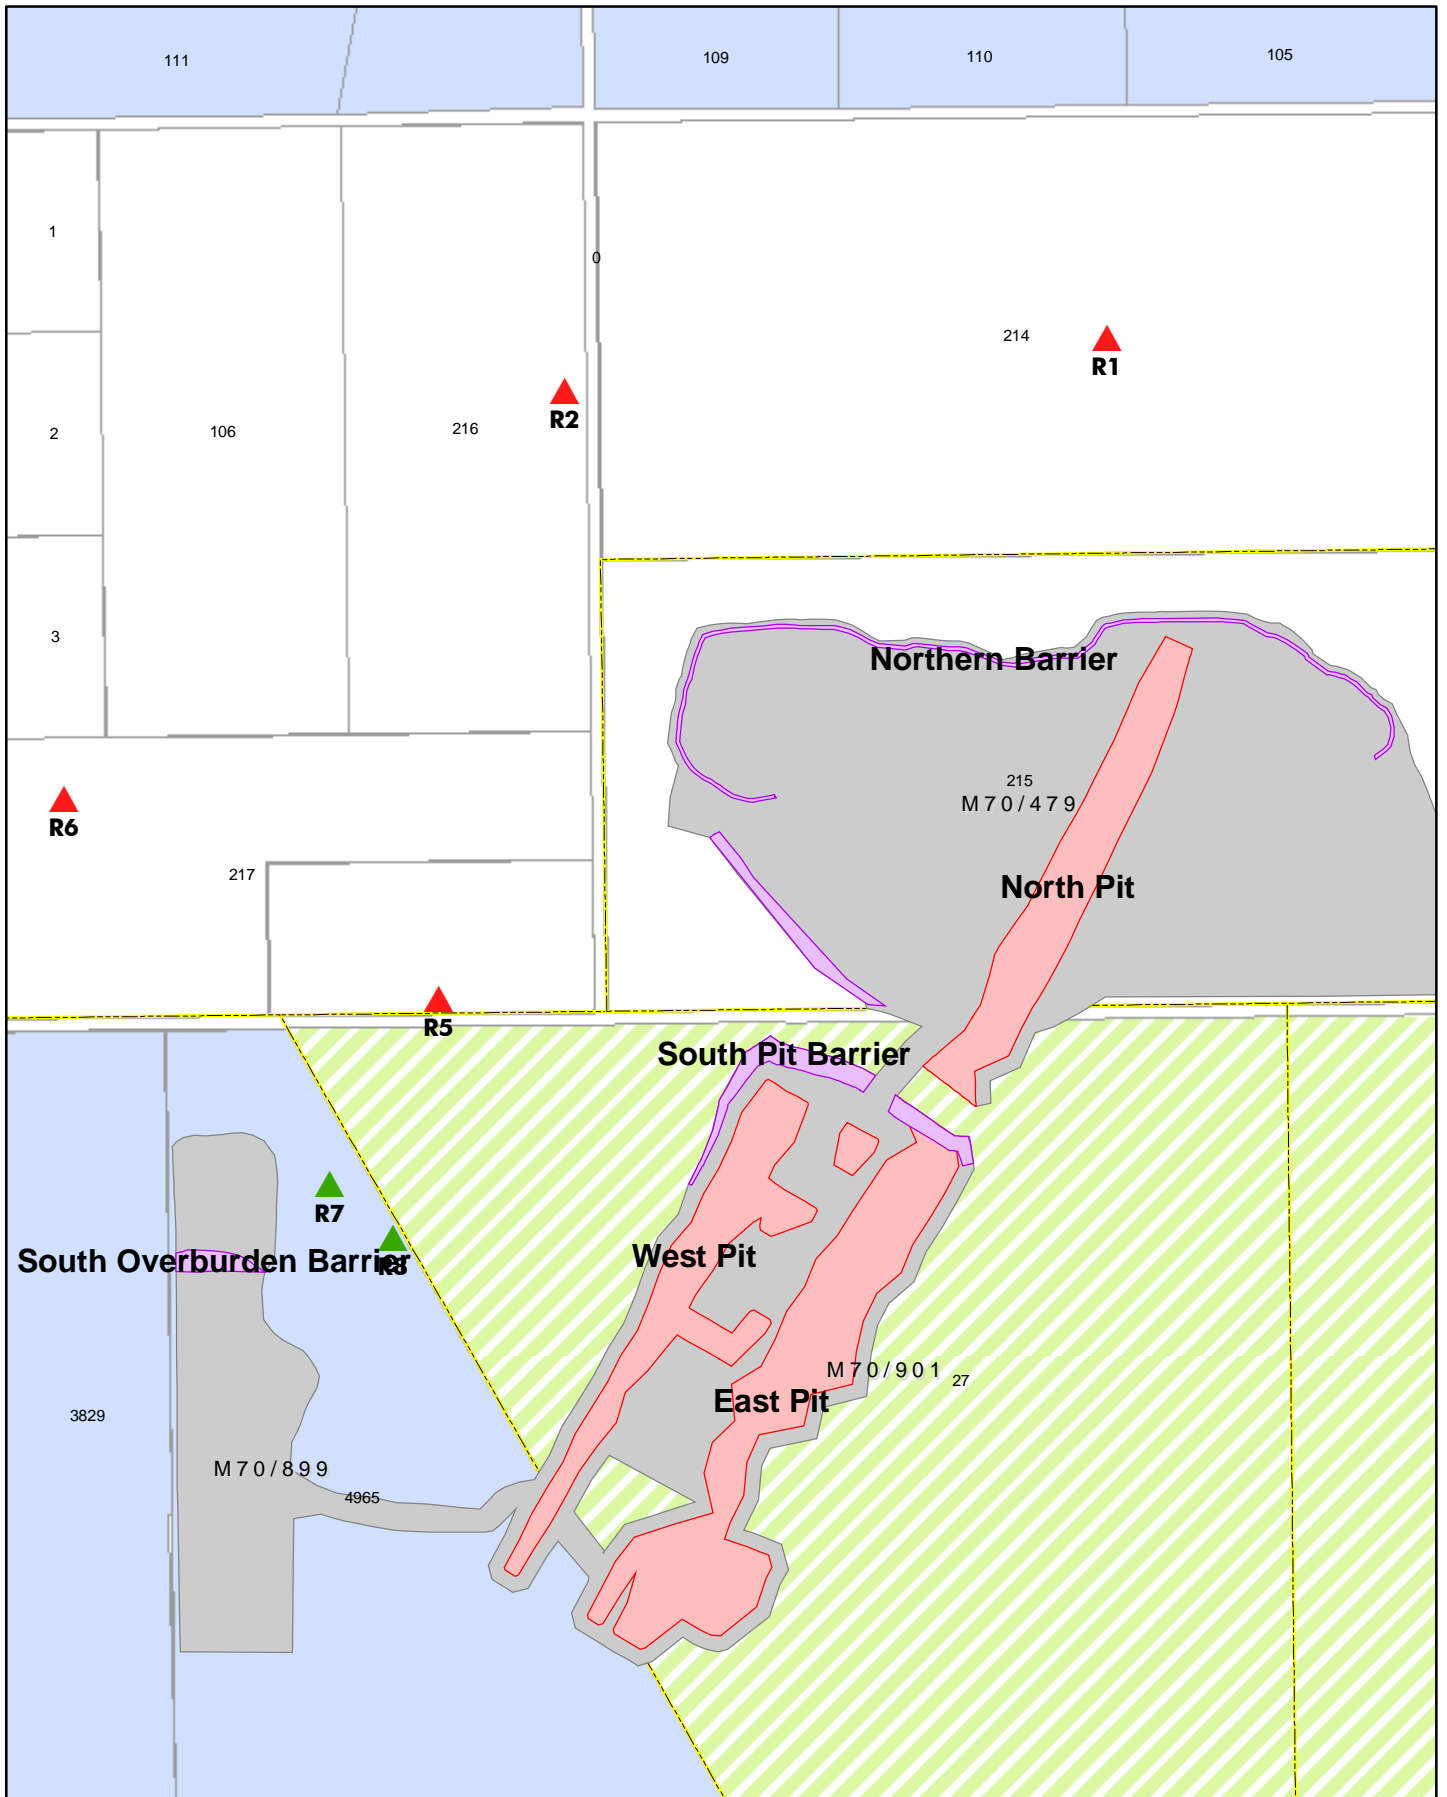 111
109
110
105
1
0
214
R1
R2
2
106
216
3
Northern Barrier
215
M70/479
R6
217
North Pit
R5
South Pit Barrier
R7
West Pit
South Overburden Barrier
R8
M70/901
27
East Pit
3829
M70/899
4965